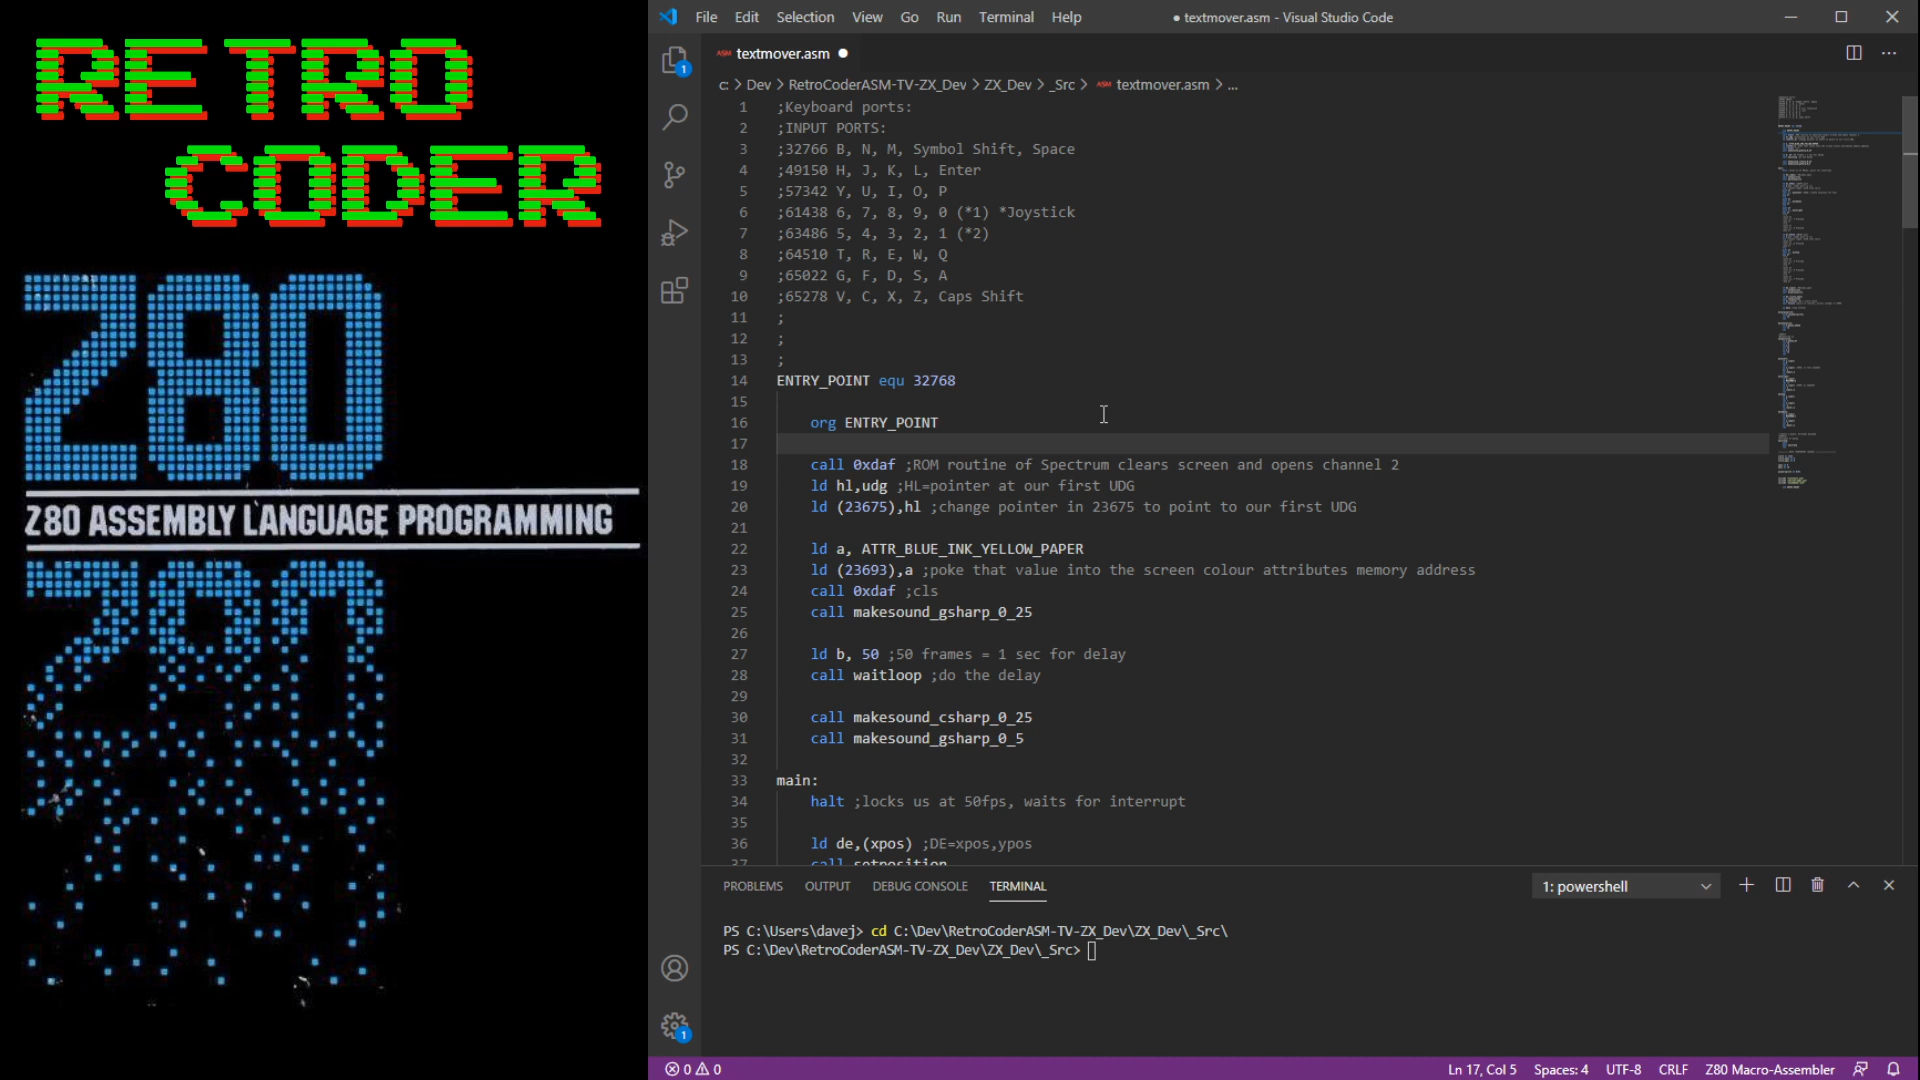 RETRO
CODER
Z80
Z80 ASSEMBLY LANGUAGE PROGRAMMING
File Edit Selection View Go Run Terminal Help
● textmover.asm - Visual Studio Code
ASM textmover.asm ●
c: > Dev > RetroCoderASM-TV-ZX_Dev > ZX_Dev > _Src > ASM textmover.asm > ...
1 ;Keyboard ports:
2 ;INPUT PORTS:
3 ;32766 B, N, M, Symbol Shift, Space
4 ;49150 H, J, K, L, Enter
5 ;57342 Y, U, I, O, P
6 ;61438 6, 7, 8, 9, 0 (*1) *Joystick
7 ;63486 5, 4, 3, 2, 1 (*2)
8 ;64510 T, R, E, W, Q
9 ;65022 G, F, D, S, A
10 ;65278 V, C, X, Z, Caps Shift
11 ;
12 ;
13 ;
14 ENTRY_POINT equ 32768
15
16 org ENTRY_POINT
17
18 call 0xdaf ;ROM routine of Spectrum clears screen and opens channel 2
19 ld hl,udg ;HL=pointer at our first UDG
20 ld (23675),hl ;change pointer in 23675 to point to our first UDG
21
22 ld a, ATTR_BLUE_INK_YELLOW_PAPER
23 ld (23693),a ;poke that value into the screen colour attributes memory address
24 call 0xdaf ;cls
25 call makesound_gsharp_0_25
26
27 ld b, 50 ;50 frames = 1 sec for delay
28 call waitloop ;do the delay
29
30 call makesound_csharp_0_25
31 call makesound_gsharp_0_5
32
33 main:
34 halt ;locks us at 50fps, waits for interrupt
35
36 ld de,(xpos) ;DE=xpos,ypos
37 call setposition
PROBLEMS OUTPUT DEBUG CONSOLE TERMINAL
1: powershell
PS C:\Users\davej> cd C:\Dev\RetroCoderASM-TV-ZX_Dev\ZX_Dev\_Src\
PS C:\Dev\RetroCoderASM-TV-ZX_Dev\ZX_Dev\_Src>
1
1
0 0
Ln 17, Col 5 Spaces: 4 UTF-8 CRLF Z80 Macro-Assembler